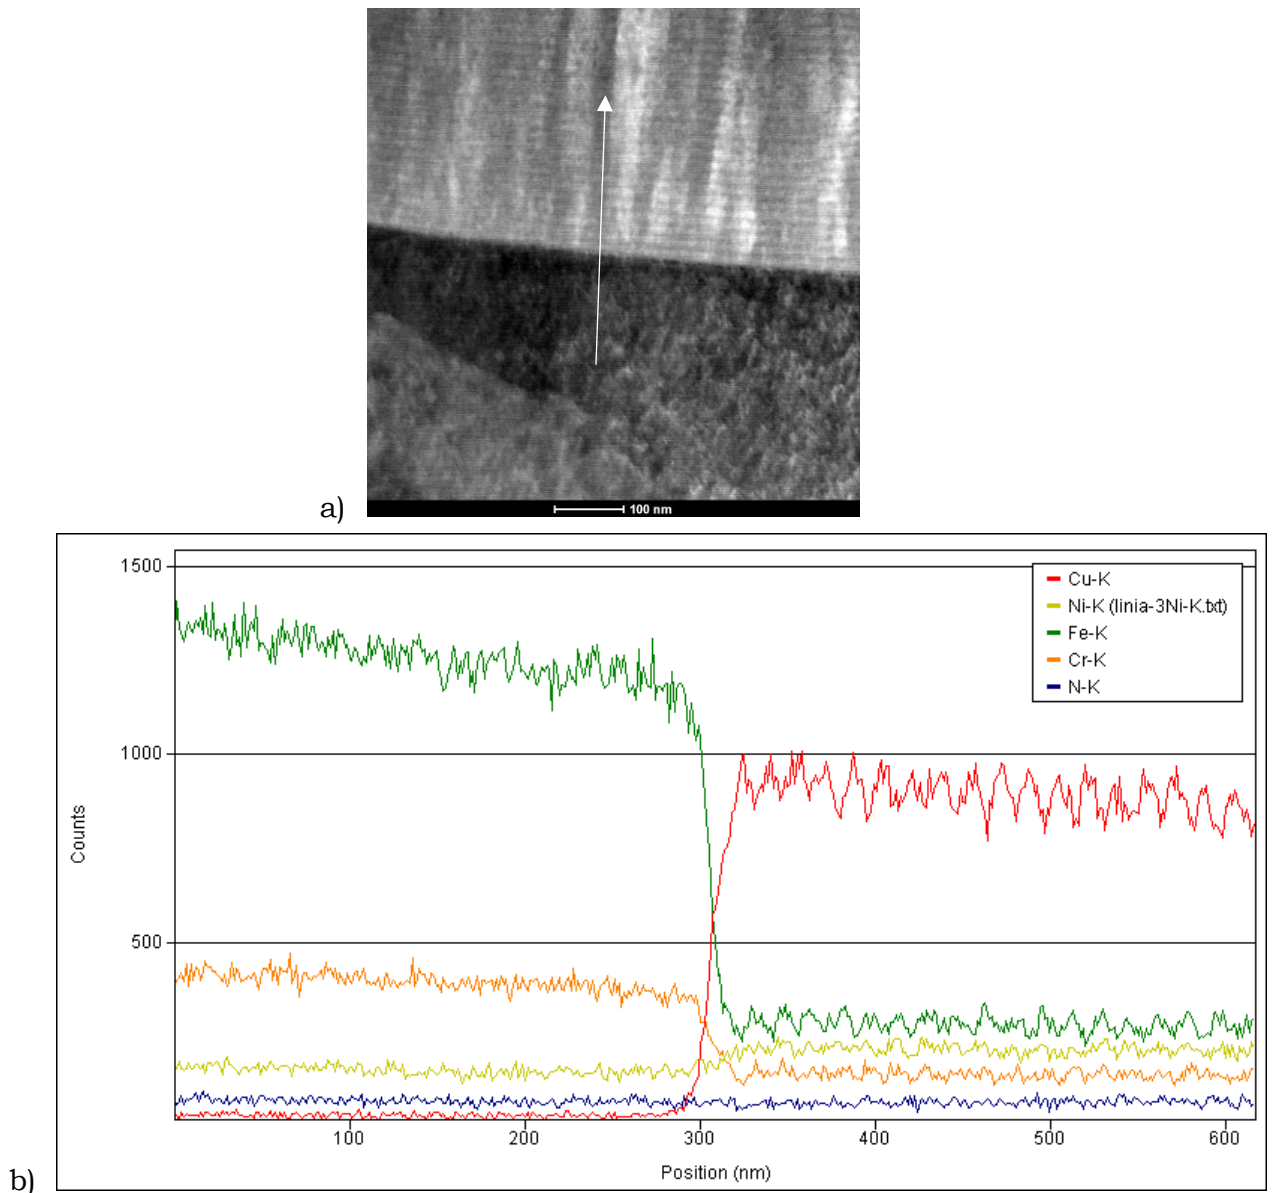 100 nm
a)
1500
1000
500
Counts
Cu-K
Ni-K (linia-3Ni-K.txt)
Fe-K
Cr-K
N-K
100 200 300 400 500 600
Position (nm)
b)